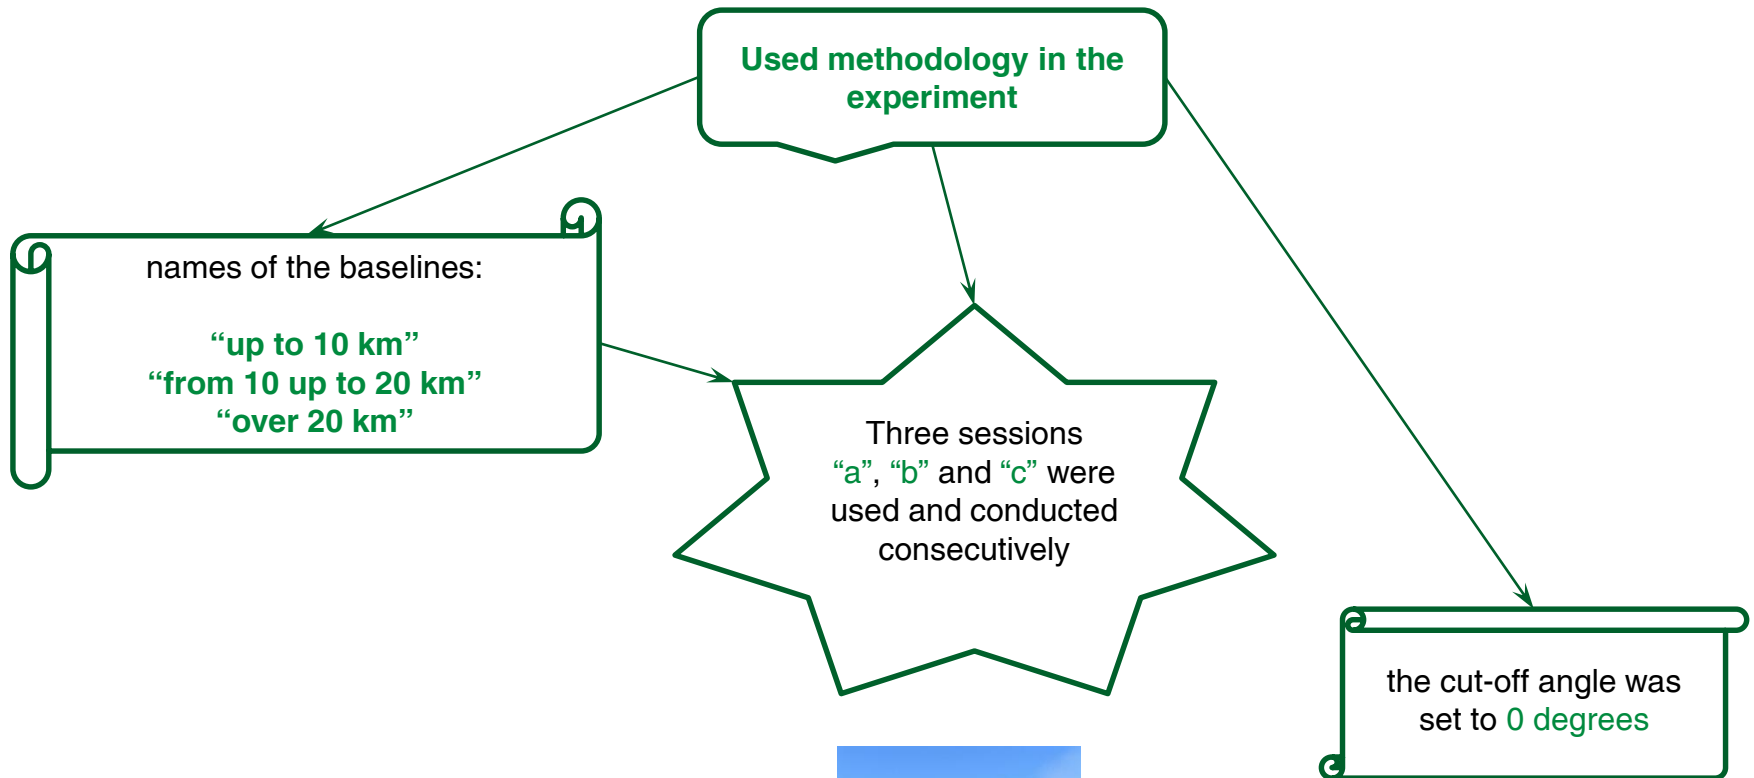 Used methodology in the
experiment
names of the baselines:
“up to 10 km”
“from 10 up to 20 km”
“over 20 km”
Three sessions
“a”, “b” and “c” were
used and conducted
consecutively
the cut-off angle was
set to 0 degrees